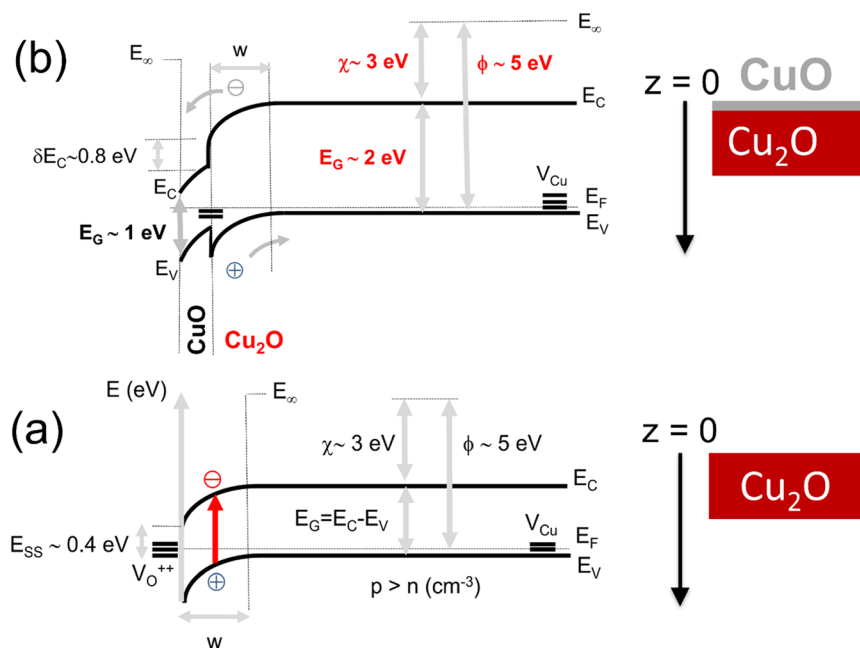 (b)
E∞
w
χ~ 3 eV
ϕ ~ 5 eV
E∞
z = 0
CuO
⊖
E_C
Cu₂O
δE_C~0.8 eV
E_G ~ 2 eV
V_Cu
E_C
E_F
E_G ~ 1 eV
E_V
E_V
⊕
CuO
Cu₂O
E (eV)
E∞
(a)
χ~ 3 eV
ϕ ~ 5 eV
z = 0
⊖
E_C
Cu₂O
E_G=E_C-E_V
V_Cu
E_SS ~ 0.4 eV
E_F
V_O⁺⁺
⊕
E_V
p > n (cm⁻³)
w